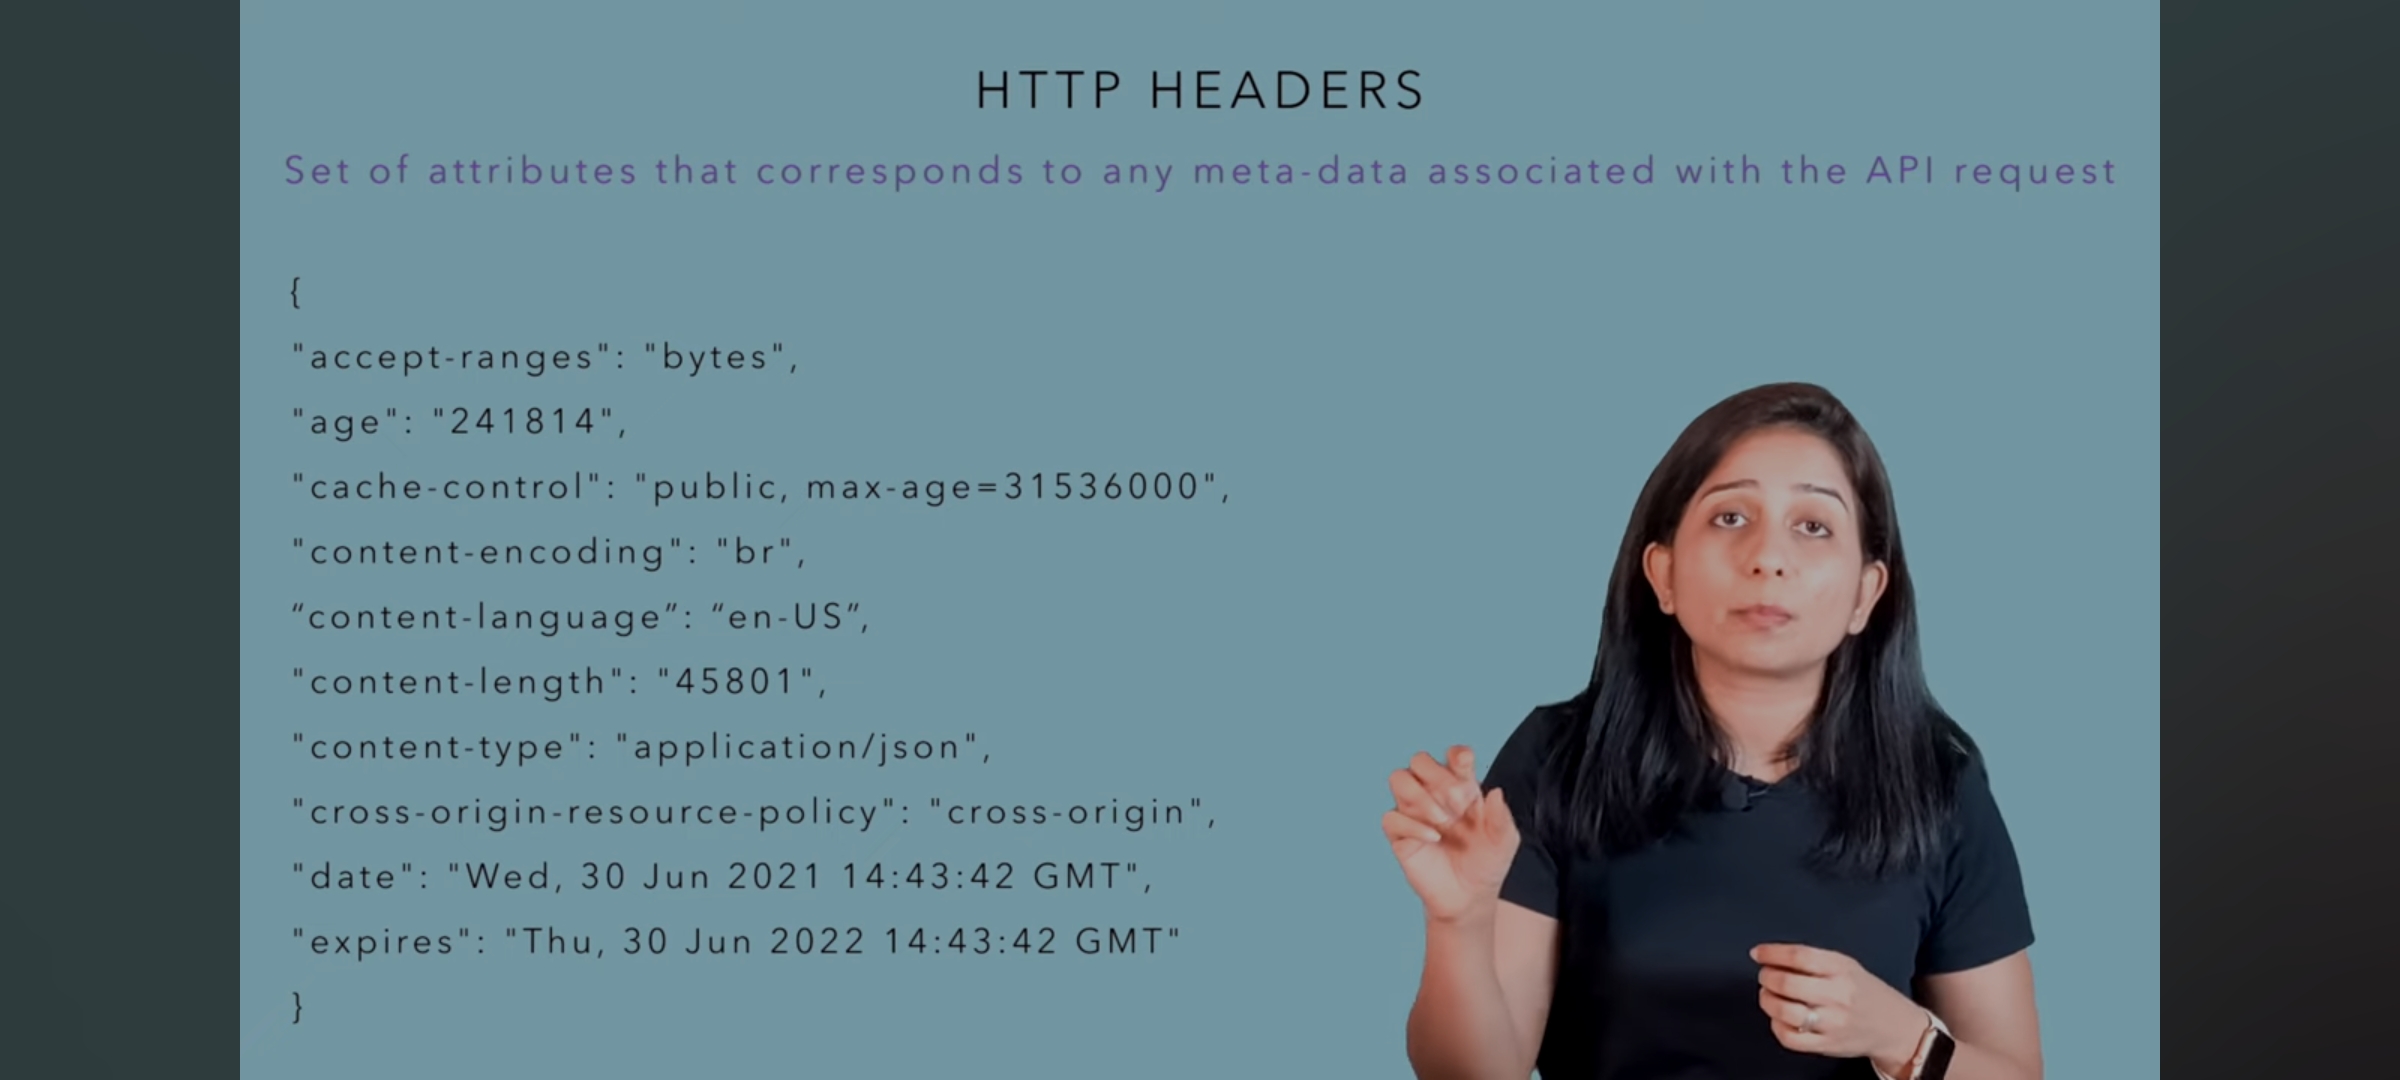 HTTP HEADERS
Set of attributes that corresponds to any meta-data associated with the API request
{
"accept-ranges": "bytes",
"age": "241814",
"cache-control": "public, max-age=31536000",
"content-encoding": "br",
“content-language”: “en-US”,
"content-length": "45801",
"content-type": "application/json",
"cross-origin-resource-policy": "cross-origin",
"date": "Wed, 30 Jun 2021 14:43:42 GMT",
"expires": "Thu, 30 Jun 2022 14:43:42 GMT"
}